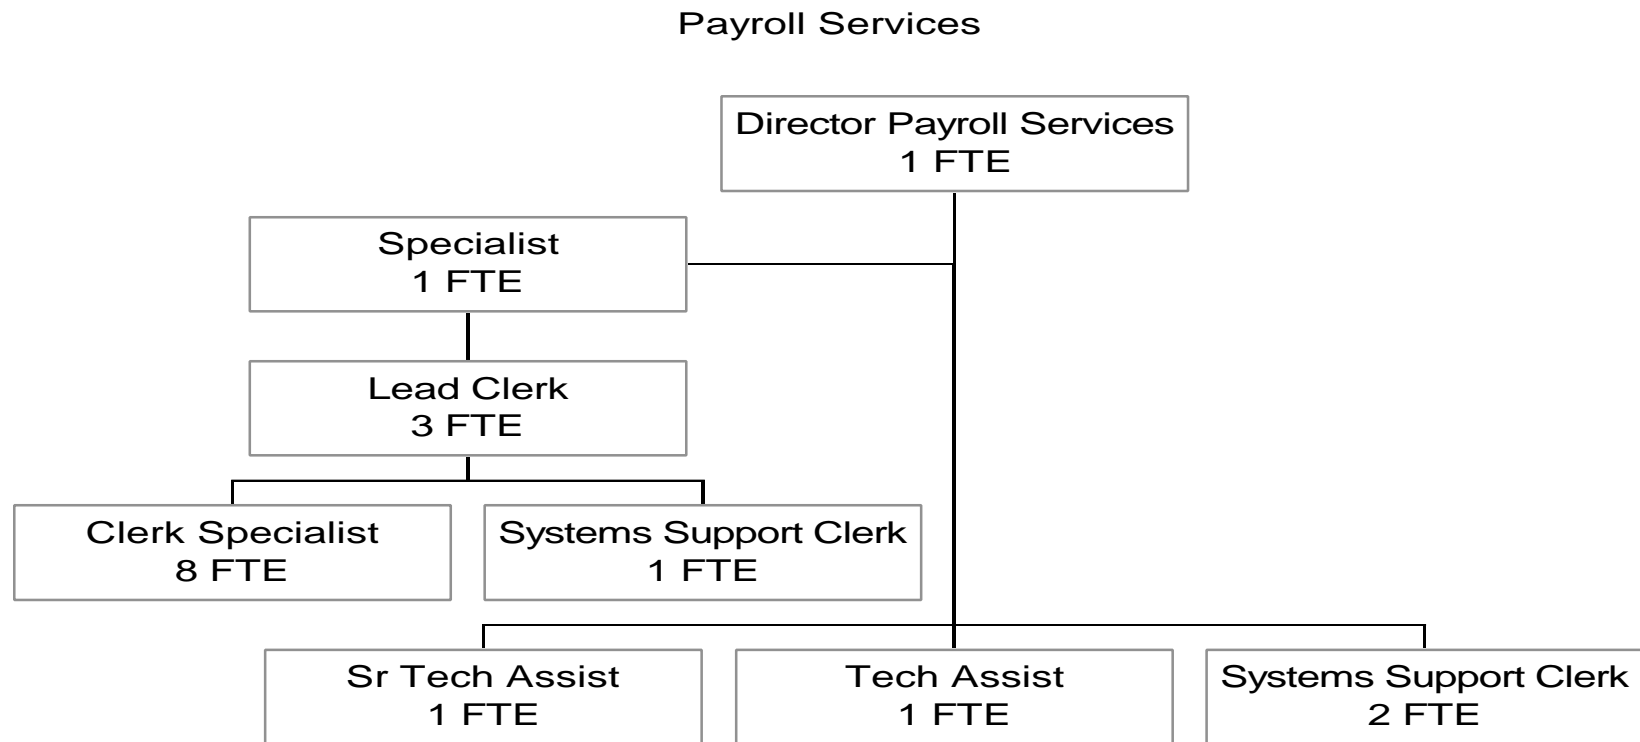 Payroll Services
Director Payroll Services
1 FTE
Specialist
1 FTE
Lead Clerk
3 FTE
Clerk Specialist
8 FTE
Systems Support Clerk
1 FTE
Sr Tech Assist
1 FTE
Tech Assist
1 FTE
Systems Support Clerk
2 FTE